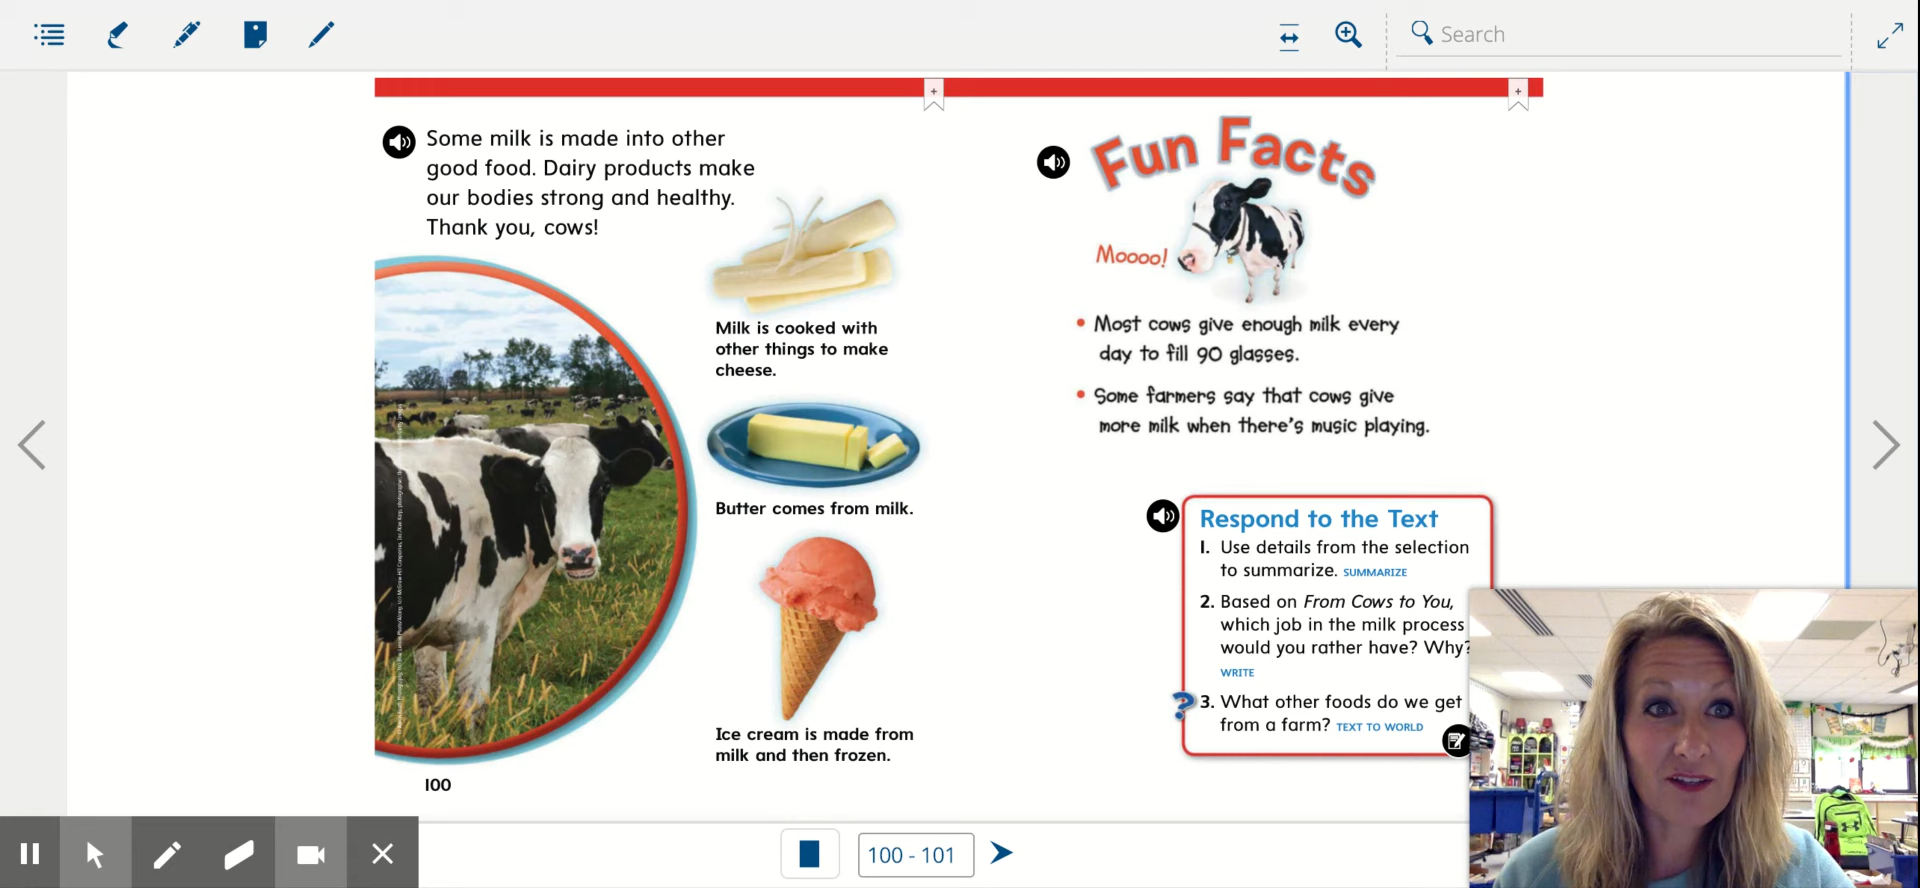 Search
Some milk is made into other
good food. Dairy products make
our bodies strong and healthy.
Thank you, cows!
Milk is cooked with
other things to make
cheese.
Butter comes from milk.
Ice cream is made from
milk and then frozen.
100
Fun Facts
Moooo!
• Most cows give enough milk every
day to fill 90 glasses.
• Some farmers say that cows give
more milk when there's music playing.
Respond to the Text
1. Use details from the selection
to summarize. SUMMARIZE
2. Based on From Cows to You,
which job in the milk process
would you rather have? Why?
WRITE
? 3. What other foods do we get
from a farm? TEXT TO WORLD
100 - 101